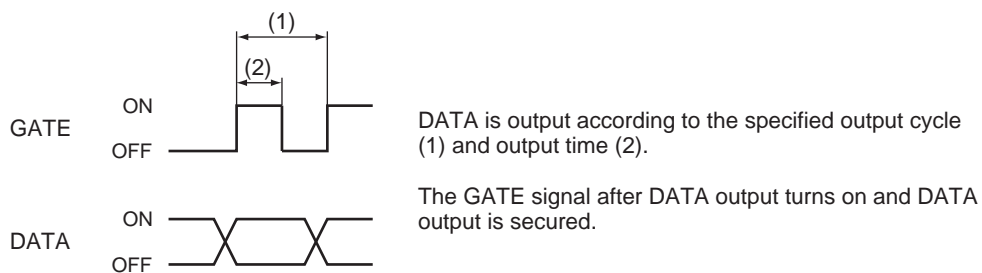 (1)
(2)
GATE
ON
OFF
DATA is output according to the specified output cycle
(1) and output time (2).
The GATE signal after DATA output turns on and DATA
output is secured.
DATA
ON
OFF